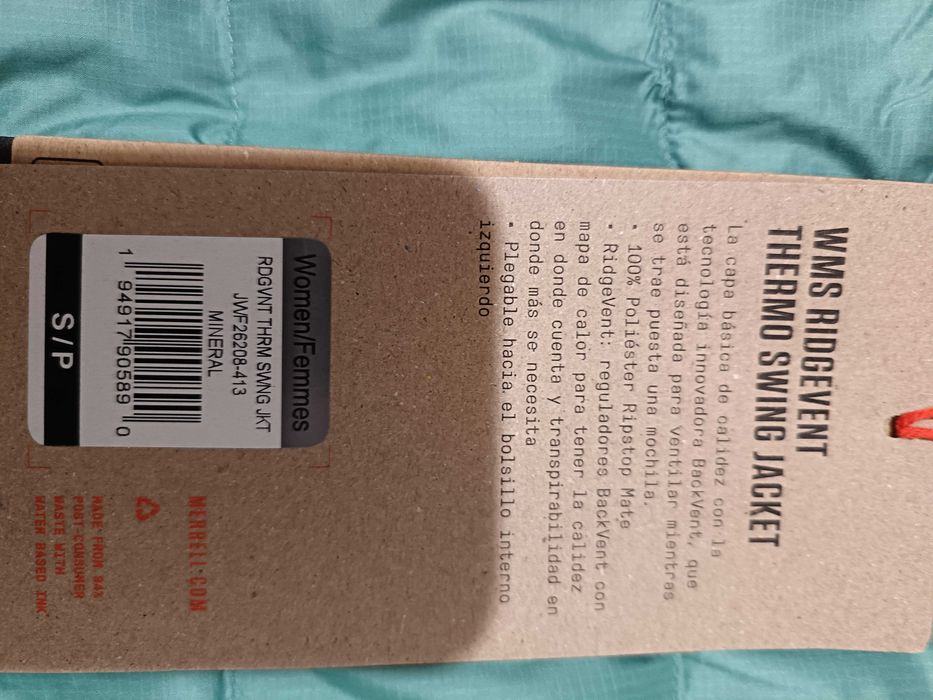 WMS RIDGEVENT
THERMO SWING JACKET
La capa básica de calidez con la
tecnología innovadora BackVent, que
está diseñada para ventilar mientras
se trae puesta una mochila.
• 100% Poliéster Ripstop Mate
• RidgeVent: reguladores BackVent con
mapa de calor para tener la calidez
en donde cuenta y transpirabilidad en
donde más se necesita
• Plegable hacia el bolsillo interno
izquierdo
Women/Femmes
RDGVNT THRM SWNG JKT
JWF26208-413
MINERAL
1 94917 90589 0
S / P
MERRELL.COM
MADE FROM 94%
POST-CONSUMER
WASTE WITH
WATER BASED INK